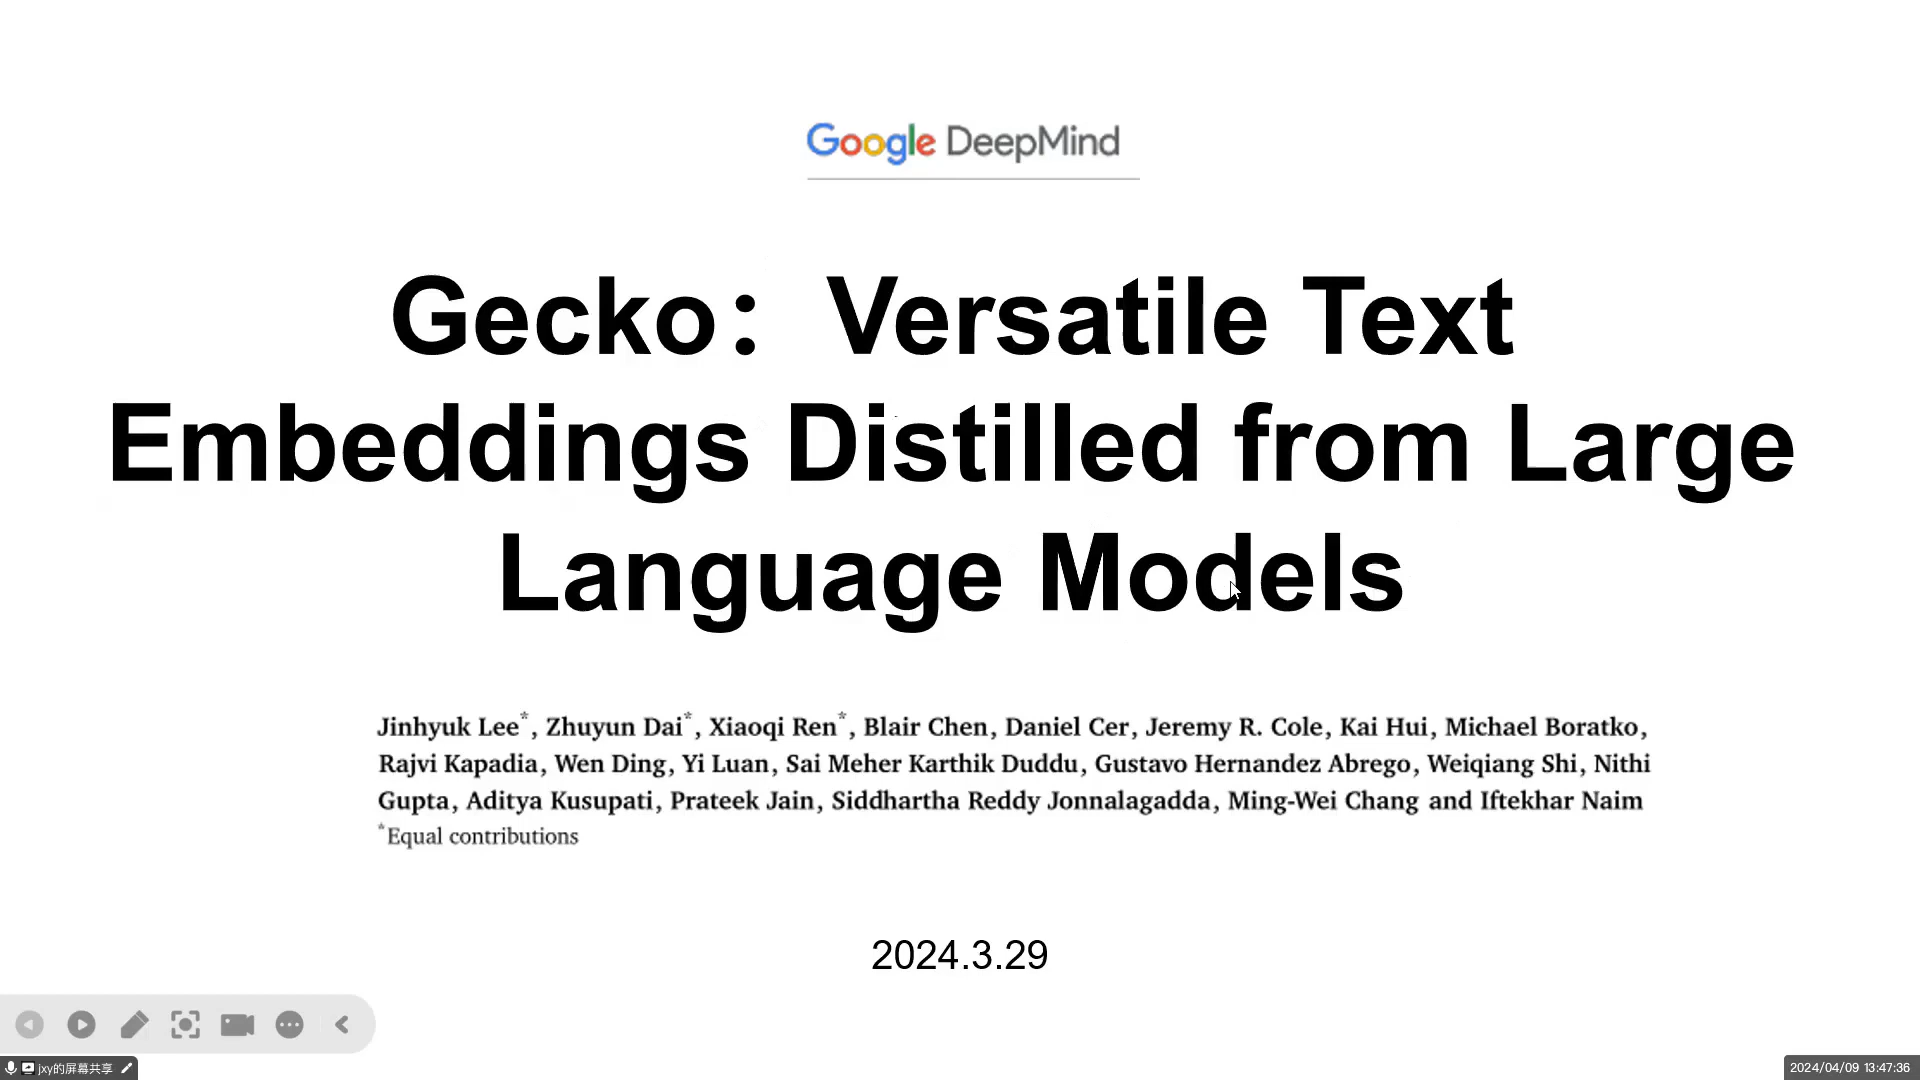 Google DeepMind
Gecko：Versatile Text
Embeddings Distilled from Large
Language Models
Jinhyuk Lee*, Zhuyun Dai*, Xiaoqi Ren*, Blair Chen, Daniel Cer, Jeremy R. Cole, Kai Hui, Michael Boratko,
Rajvi Kapadia, Wen Ding, Yi Luan, Sai Meher Karthik Duddu, Gustavo Hernandez Abrego, Weiqiang Shi, Nithi
Gupta, Aditya Kusupati, Prateek Jain, Siddhartha Reddy Jonnalagadda, Ming-Wei Chang and Iftekhar Naim
*Equal contributions
2024.3.29
jxy的屏幕共享
2024/04/09 13:47:36